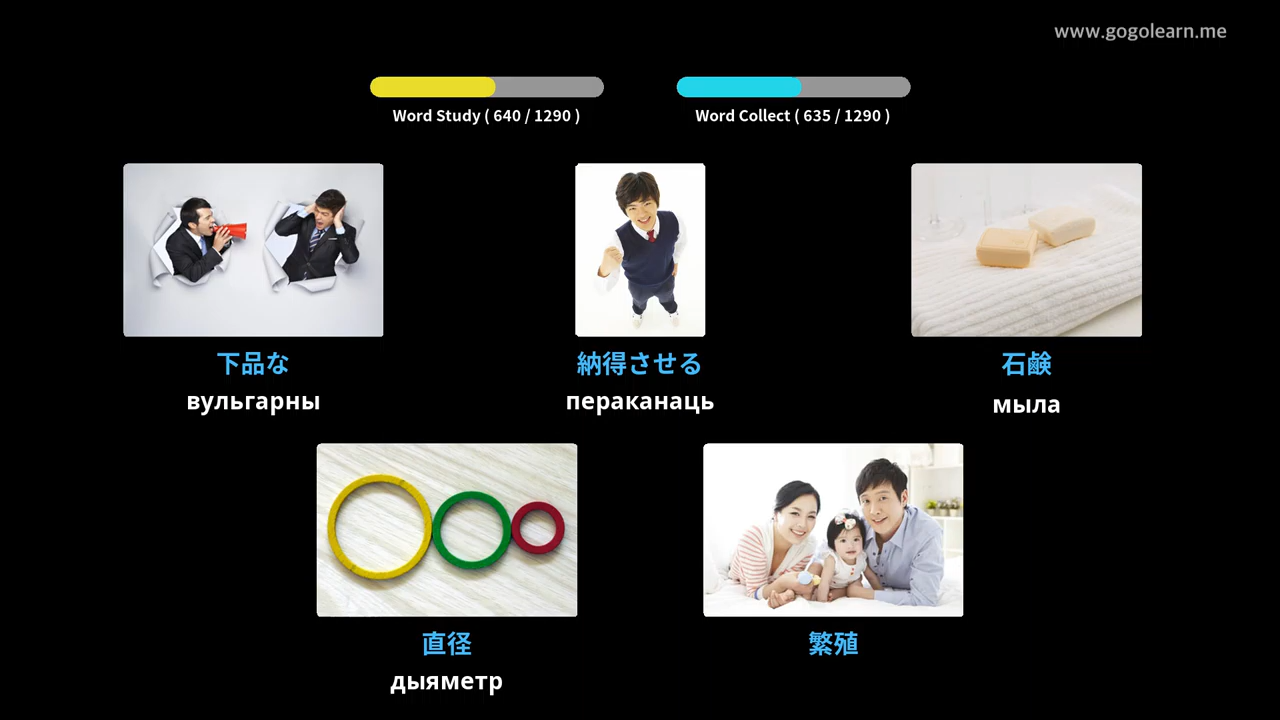 www.gogolearn.me
Word Study ( 640 / 1290 )
Word Collect ( 635 / 1290 )
下品な
вульгарны
納得させる
пераканаць
石鹸
мыла
直径
дыяметр
繁殖